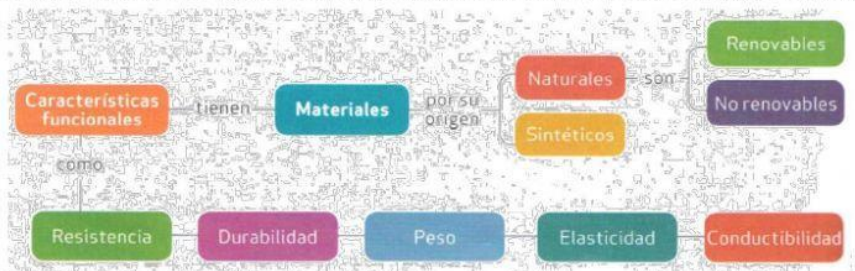 Renovables
Características
funcionales
tienen
Materiales
por su
origen
Naturales
son
No renovables
Sintéticos
como
Resistencia
Durabilidad
Peso
Elasticidad
Conductibilidad